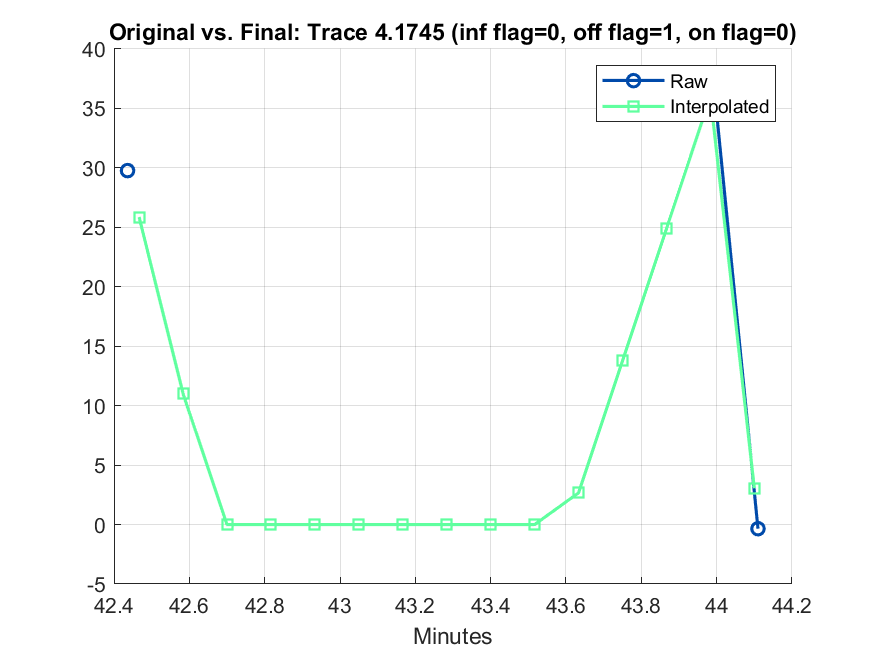 Original vs. Final: Trace 4.1745 (inf flag=0, off flag=1, on flag=0)
40
35
30
25
20
15
10
5
0
-5
Raw
Interpolated
42.4 42.6 42.8 43 43.2 43.4 43.6 43.8 44 44.2
Minutes